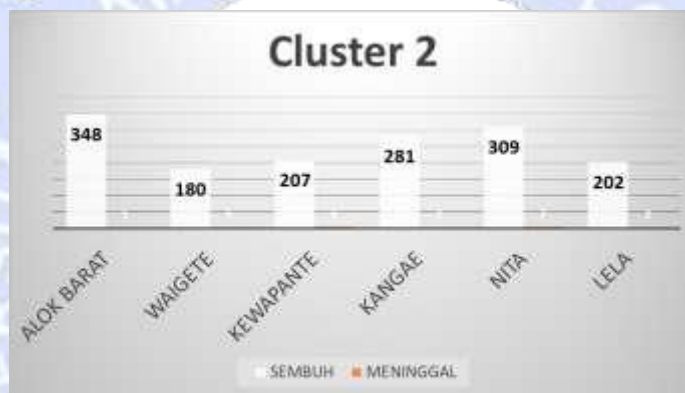 Cluster 2
348
180
207
281
309
202
ALOK BARAT
WAIGETE
KEWAPANTE
KANGAE
NITA
LELA
SEMBUH
MENINGGAL